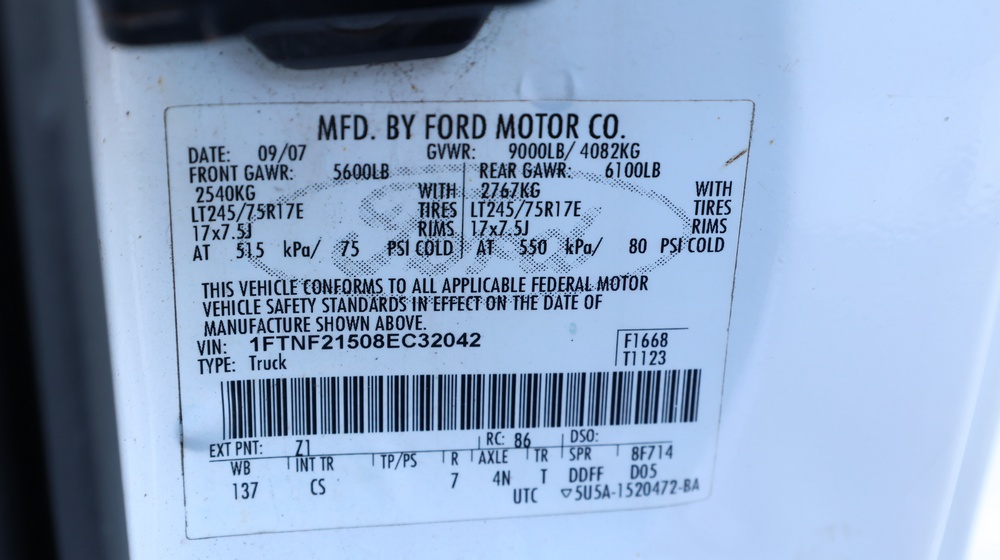 MFD. BY FORD MOTOR CO.
DATE: 09/07 GVWR: 9000LB/ 4082KG
FRONT GAWR: 5600LB REAR GAWR: 6100LB
2540KG WITH 2767KG WITH
LT245/75R17E TIRES LT245/75R17E TIRES
17x7.5J RIMS 17x7.5J RIMS
AT 515 kPa/ 75 PSI COLD AT 550 kPa/ 80 PSI COLD
THIS VEHICLE CONFORMS TO ALL APPLICABLE FEDERAL MOTOR
VEHICLE SAFETY STANDARDS IN EFFECT ON THE DATE OF
MANUFACTURE SHOWN ABOVE.
VIN: 1FTNF21508EC32042 F1668
TYPE: Truck T1123
EXT PNT: Z1 RC: 86 DSO:
WB INT TR TP/PS R AXLE TR SPR 8F714
137 CS 7 4N T DDFF D05
UTC ▽5U5A-1520472-BA